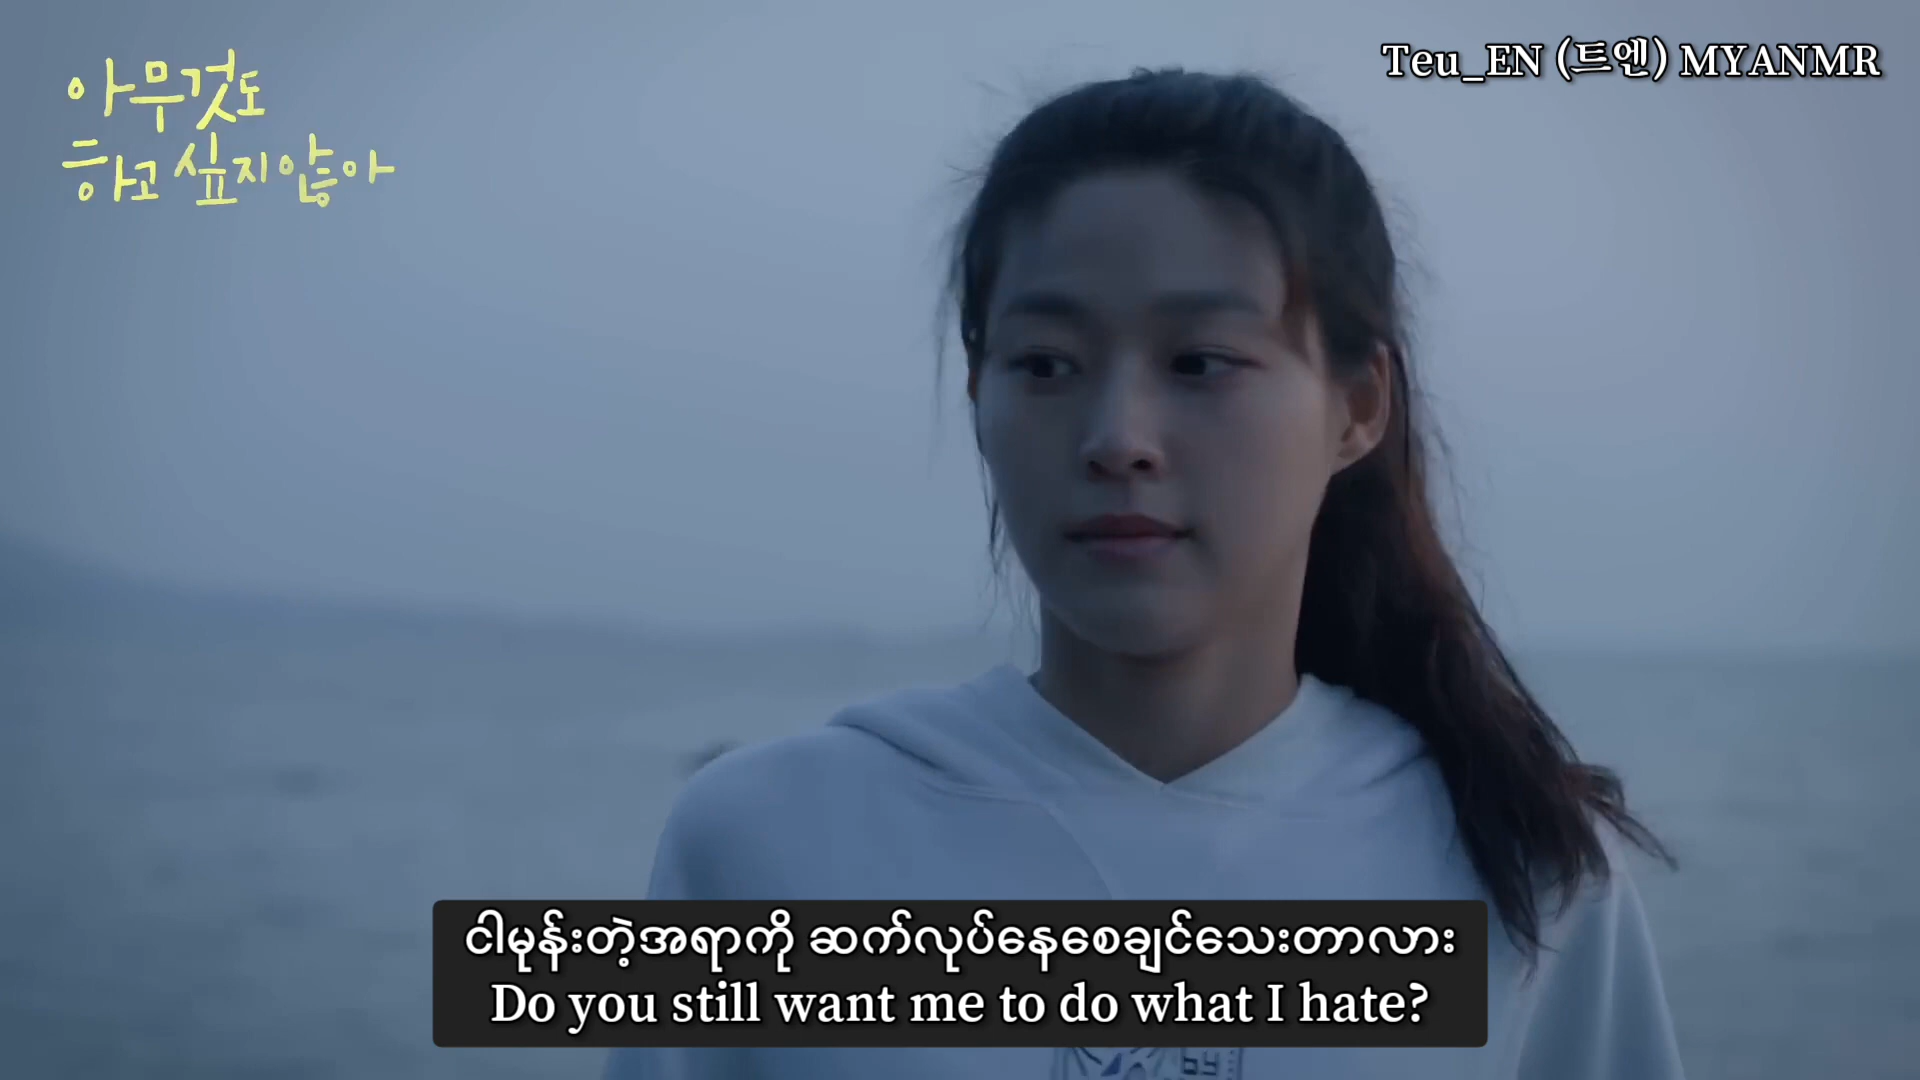 아무것도
하고 싶지 않아
Teu_EN (트엔) MYANMR
ငါမုန်းတဲ့အရာကို ဆက်လုပ်နေစေချင်သေးတာလား
Do you still want me to do what I hate?